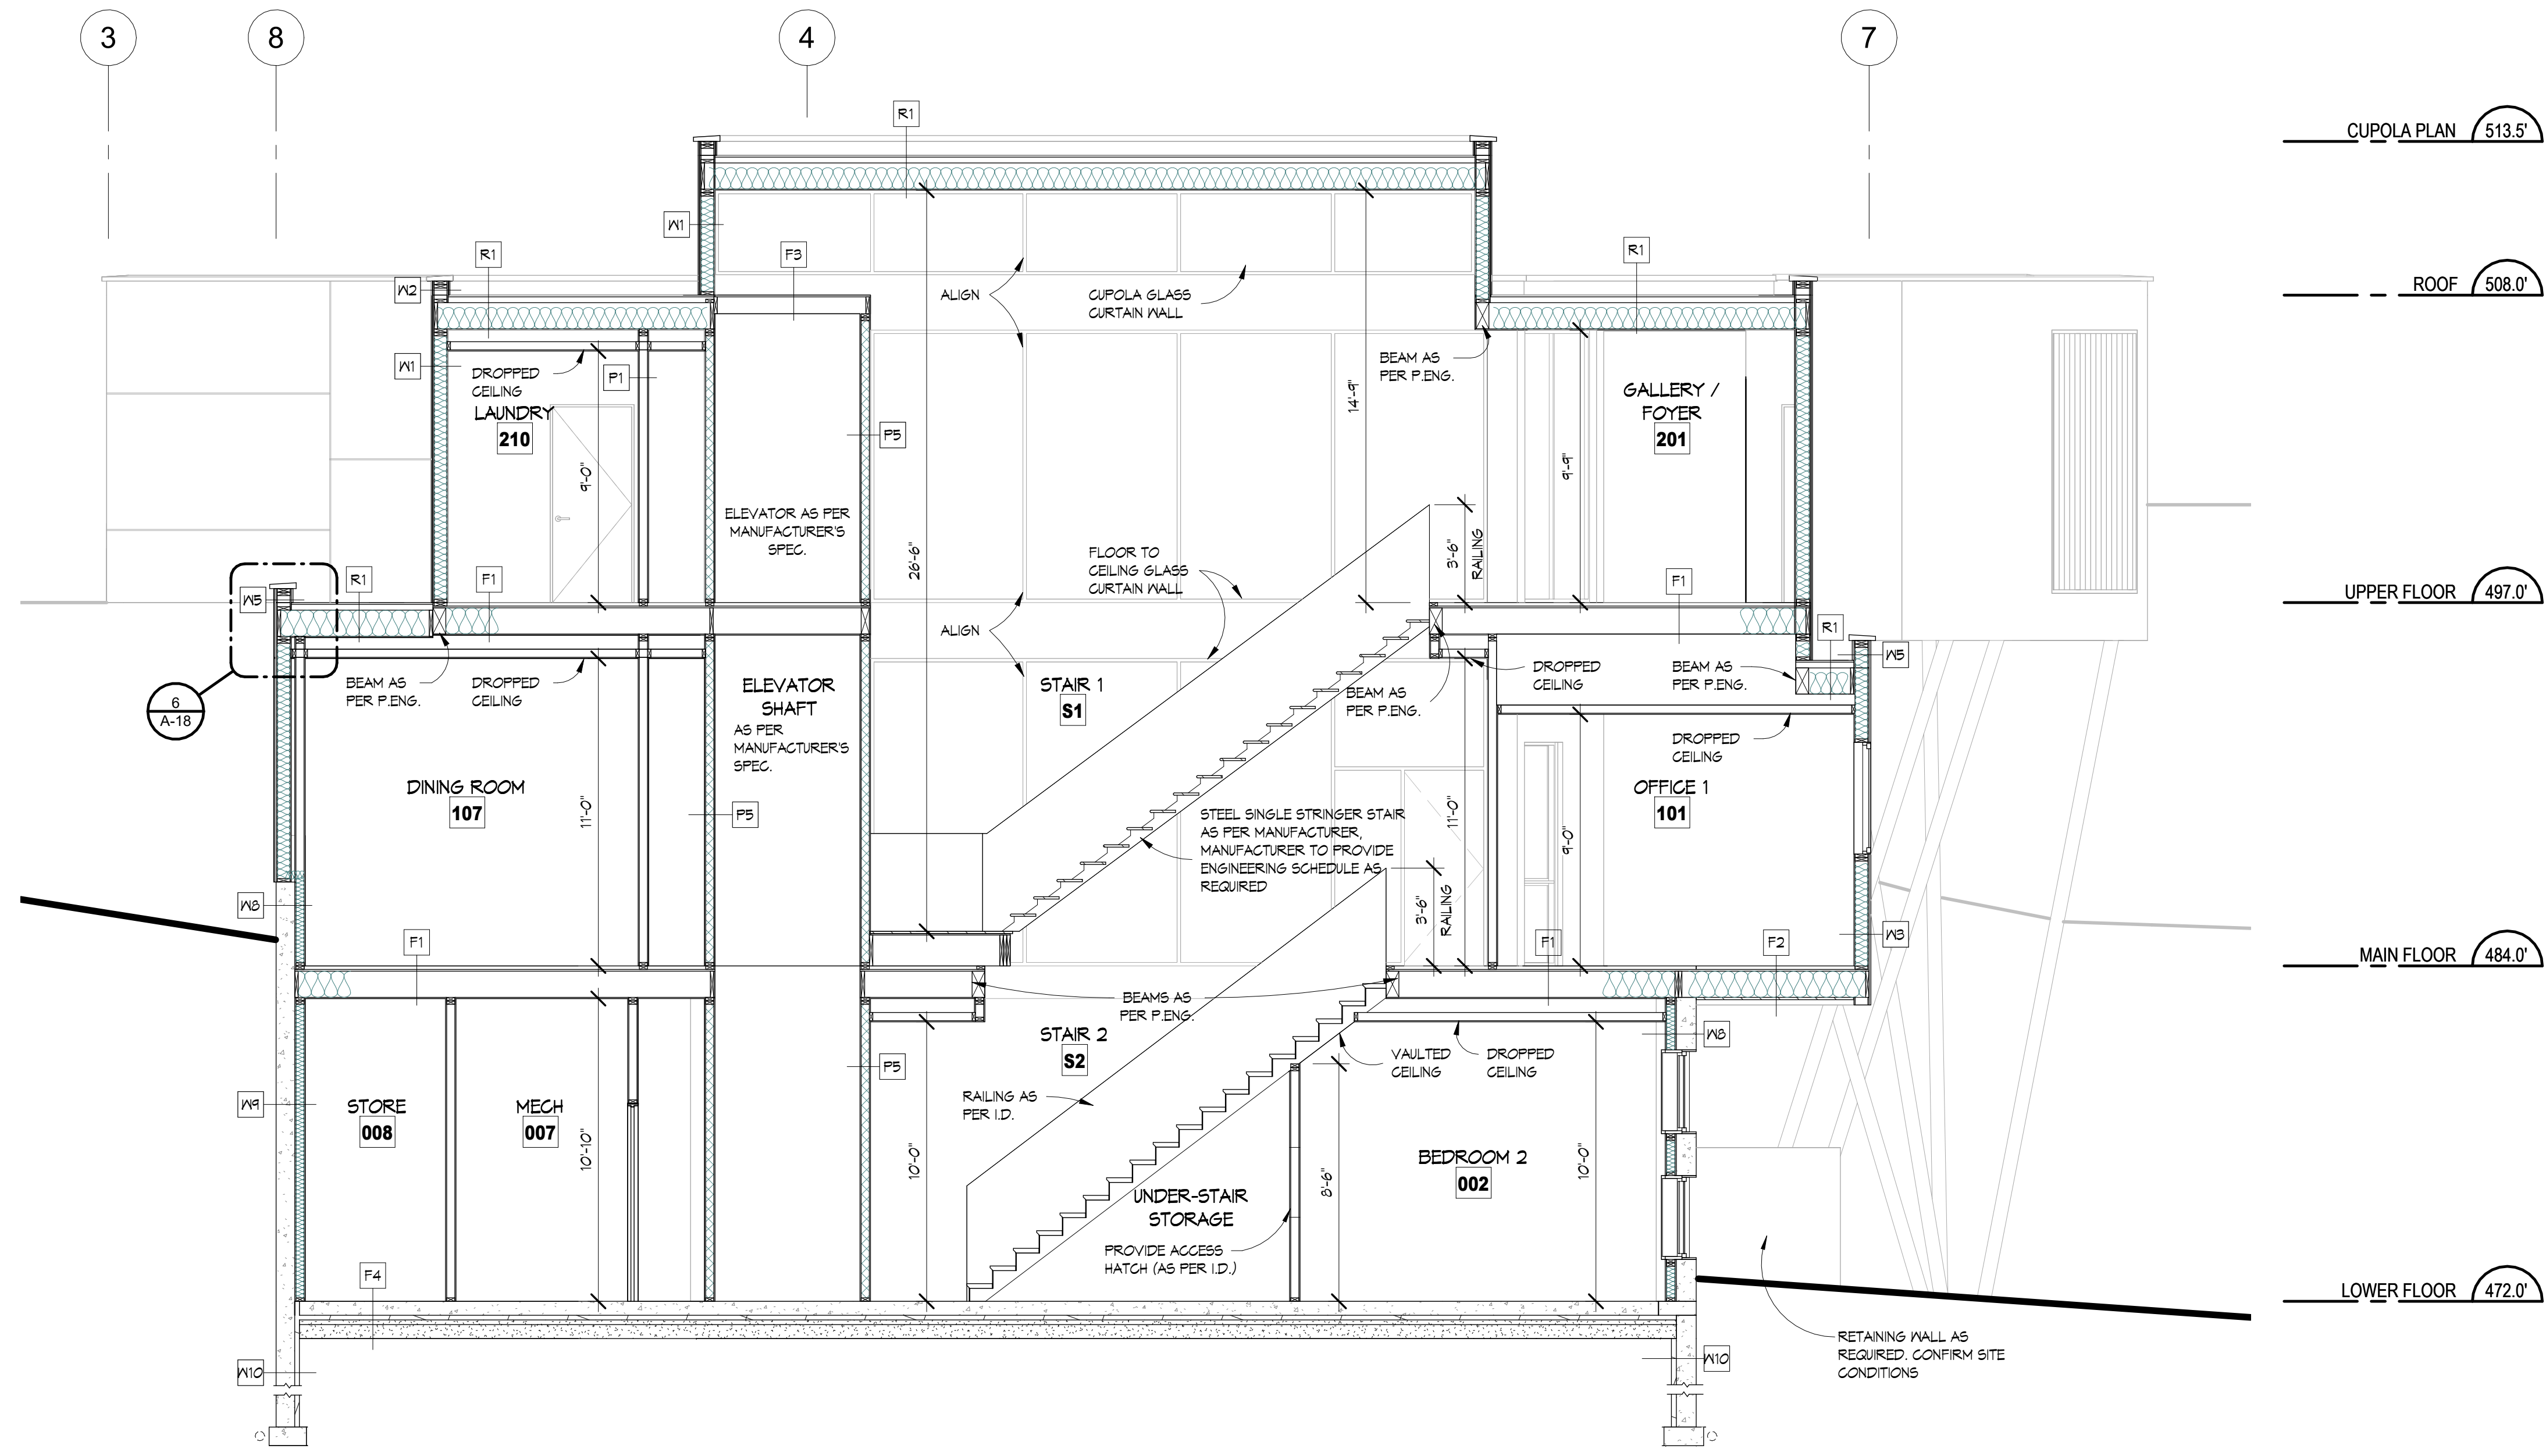 3
8
4
7
R1
CUPOLA PLAN 513.5'
W1
R1
F3
R1
W2
ALIGN
CUPOLA GLASS
CURTAIN WALL
ROOF 508.0'
W1
DROPPED
CEILING
P1
BEAM AS
PER P.ENG.
14'-9"
LAUNDRY
210
P5
GALLERY /
FOYER
201
9'-0"
9'-9"
ELEVATOR AS PER
MANUFACTURER'S
SPEC.
26'-6"
FLOOR TO
CEILING GLASS
CURTAIN WALL
3'-6"
RAILING
W5
R1
F1
F1
UPPER FLOOR 497.0'
ALIGN
R1
W5
6
A-18
BEAM AS
PER P.ENG.
DROPPED
CEILING
ELEVATOR
SHAFT
AS PER
MANUFACTURER'S
SPEC.
STAIR 1
S1
BEAM AS
PER P.ENG.
DROPPED
CEILING
BEAM AS
PER P.ENG.
DROPPED
CEILING
DINING ROOM
107
11'-0"
P5
STEEL SINGLE STRINGER STAIR
AS PER MANUFACTURER,
MANUFACTURER TO PROVIDE
ENGINEERING SCHEDULE AS
REQUIRED
11'-0"
9'-0"
OFFICE 1
101
W8
3'-6"
RAILING
F1
F1
F2
W3
MAIN FLOOR 484.0'
BEAMS AS
PER P.ENG.
STAIR 2
S2
VAULTED
CEILING
DROPPED
CEILING
W8
P5
W9
STORE
008
MECH
007
RAILING AS
PER I.D.
10'-10"
10'-0"
UNDER-STAIR
STORAGE
8'-6"
BEDROOM 2
002
10'-0"
PROVIDE ACCESS
HATCH (AS PER I.D.)
F4
LOWER FLOOR 472.0'
W10
W10
RETAINING WALL AS
REQUIRED. CONFIRM SITE
CONDITIONS